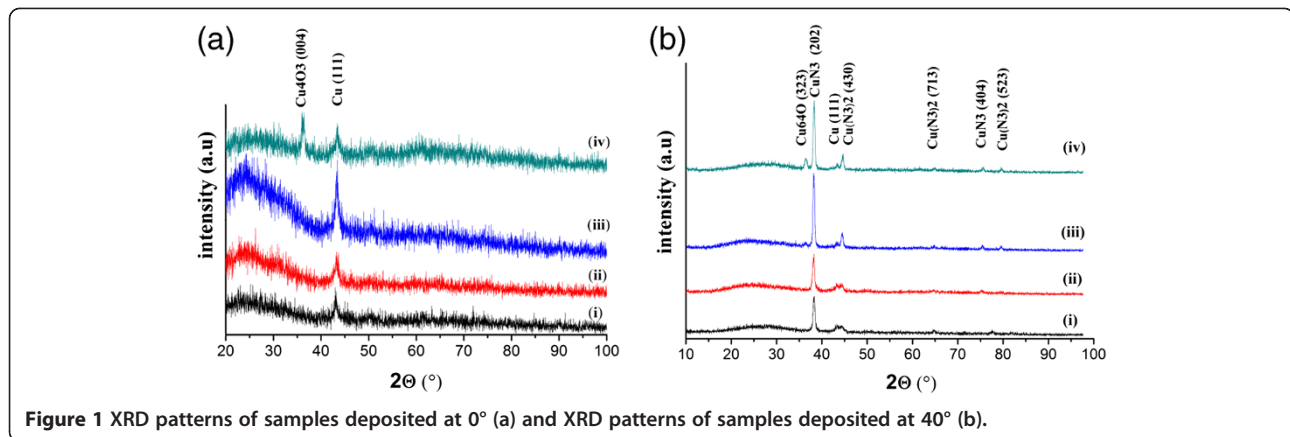 (a)
Cu4O3 (004)
Cu (111)
(iv)
(iii)
(ii)
(i)
intensity (a.u)
20 30 40 50 60 70 80 90 100
2Θ (°)
(b)
Cu64O (323)
CuN3 (202)
Cu (111)
Cu(N3)2 (430)
Cu(N3)2 (713)
CuN3 (404)
Cu(N3)2 (523)
(iv)
(iii)
(ii)
(i)
intensity (a.u)
10 20 30 40 50 60 70 80 90 100
2Θ (°)
Figure 1 XRD patterns of samples deposited at 0° (a) and XRD patterns of samples deposited at 40° (b).